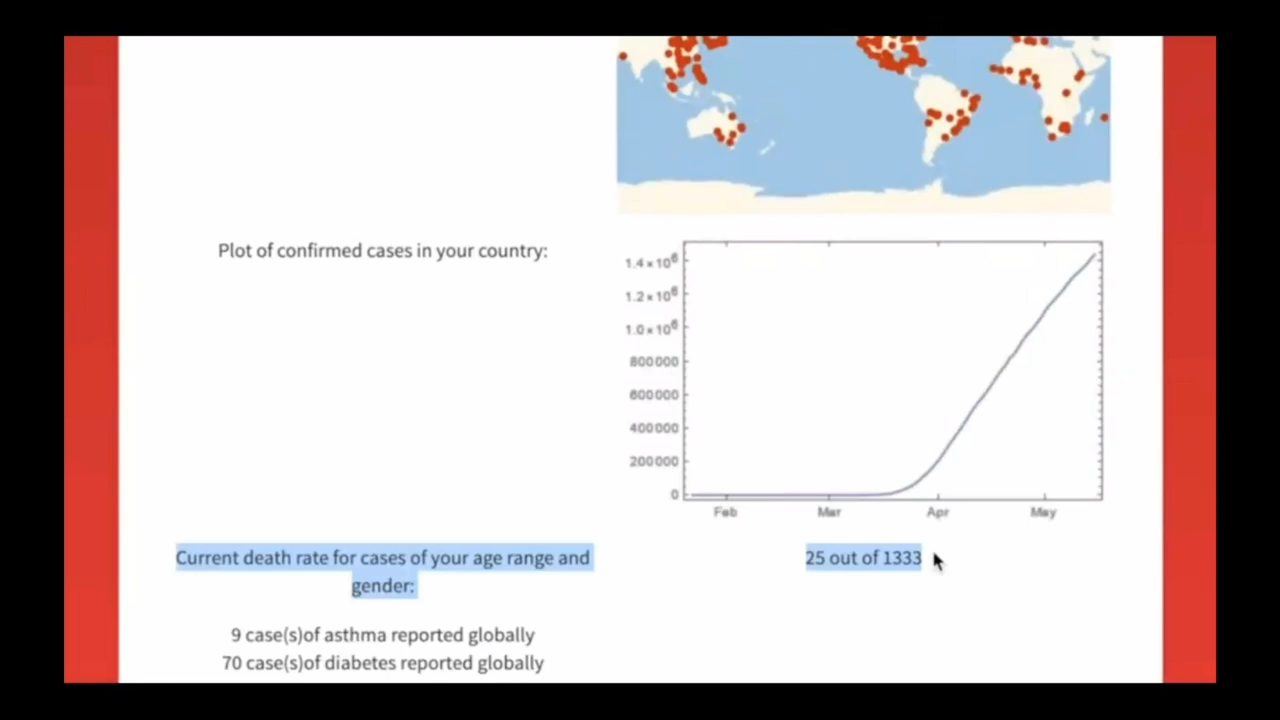 Plot of confirmed cases in your country:
1.4×10⁶
1.2×10⁶
1.0×10⁶
800000
600000
400000
200000
0
Feb Mar Apr May
Current death rate for cases of your age range and
gender:
25 out of 1333
9 case(s)of asthma reported globally
70 case(s)of diabetes reported globally